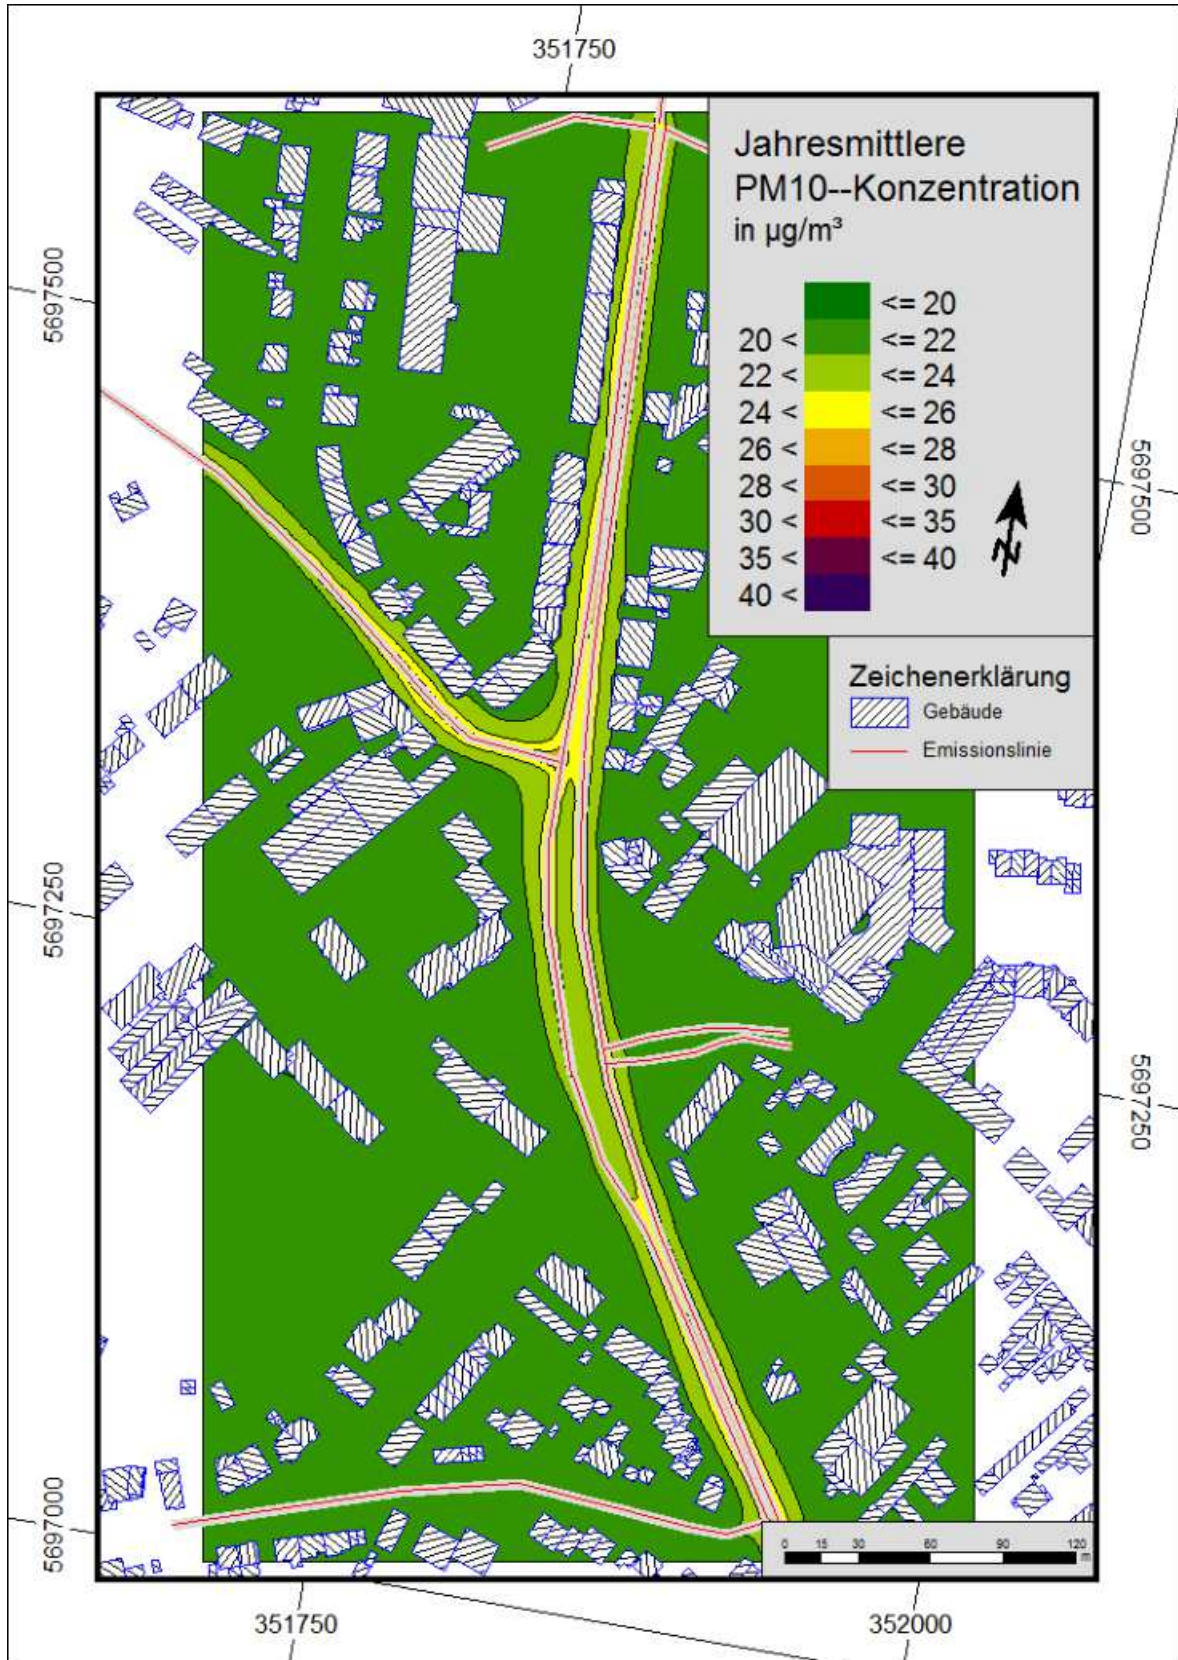 351750
Jahresmittlere
PM10--Konzentration
in µg/m³
<= 20
20 < <= 22
22 < <= 24
24 < <= 26
26 < <= 28
28 < <= 30
30 < <= 35
35 < <= 40
40 <
N
Zeichenerklärung
Gebäude
Emissionslinie
5697500
5697250
5697000
5697500
5697250
0 15 30 60 90 120
m
351750
352000